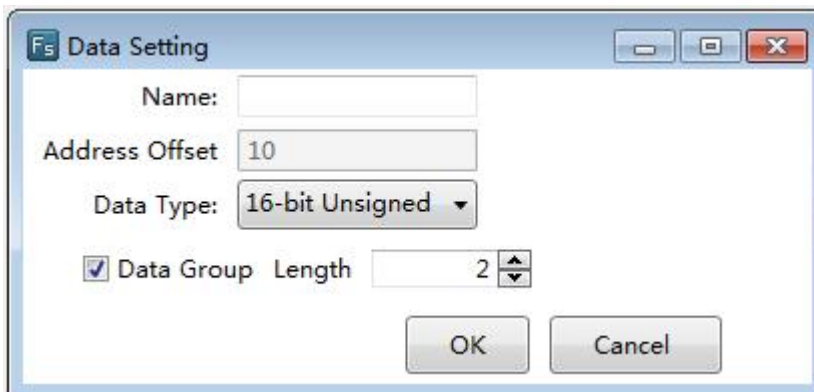 Fs Data Setting
Name:
Address Offset 10
Data Type: 16-bit Unsigned
Data Group Length 2
OK Cancel